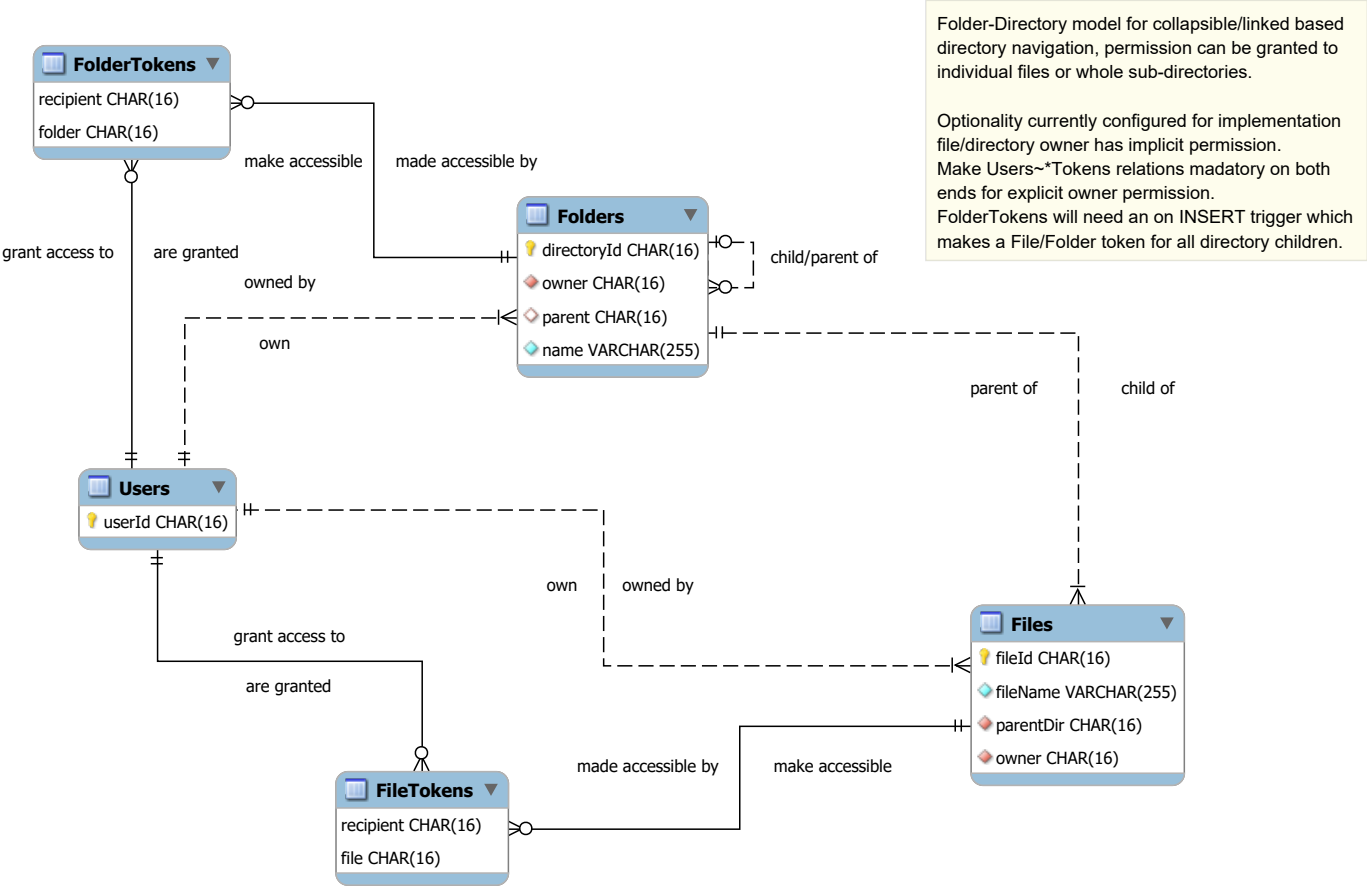 Folder-Directory model for collapsible/linked based
directory navigation, permission can be granted to
individual files or whole sub-directories.
Optionality currently configured for implementation
file/directory owner has implicit permission.
Make Users~*Tokens relations madatory on both
ends for explicit owner permission.
FolderTokens will need an on INSERT trigger which
makes a File/Folder token for all directory children.
FolderTokens
recipient CHAR(16)
folder CHAR(16)
make accessible
made accessible by
Folders
directoryId CHAR(16)
owner CHAR(16)
parent CHAR(16)
name VARCHAR(255)
child/parent of
grant access to
are granted
owned by
own
parent of
child of
Users
userId CHAR(16)
own
owned by
grant access to
are granted
Files
fileId CHAR(16)
fileName VARCHAR(255)
parentDir CHAR(16)
owner CHAR(16)
made accessible by
make accessible
FileTokens
recipient CHAR(16)
file CHAR(16)